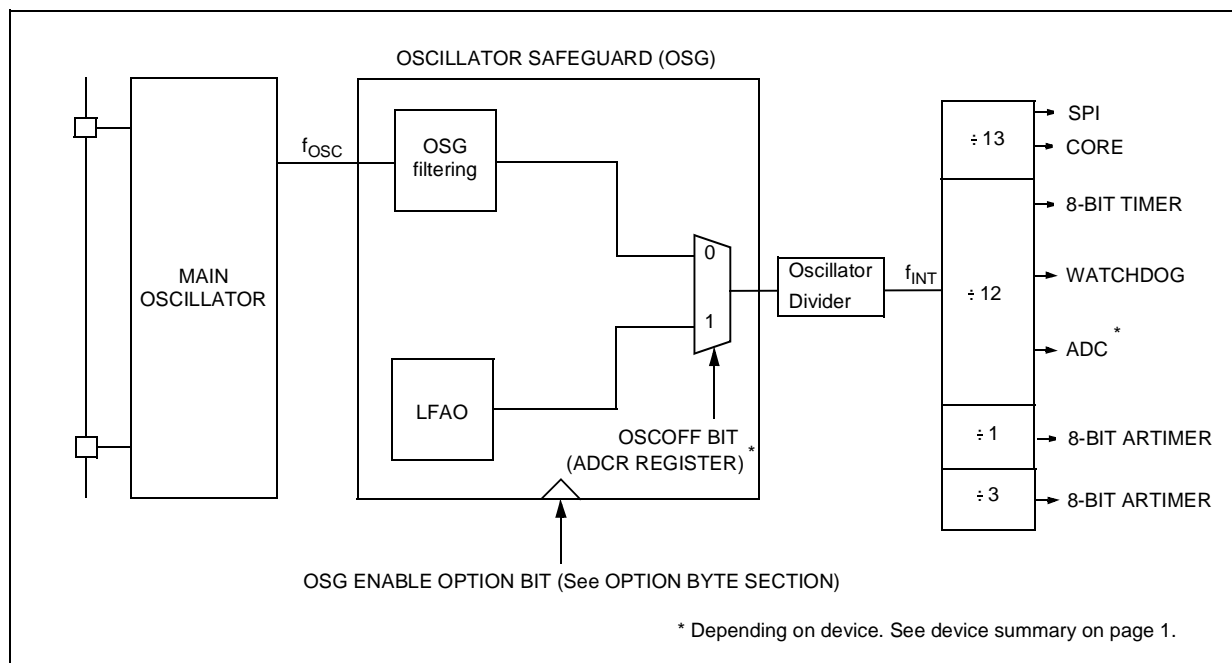 OSCILLATOR SAFEGUARD (OSG)
MAIN
OSCILLATOR
fOSC
OSG
filtering
LFAO
0
1
OSCOFF BIT
(ADCR REGISTER) *
Oscillator
Divider
fINT
÷ 13
÷ 12
÷ 1
÷ 3
SPI
CORE
8-BIT TIMER
WATCHDOG
ADC *
8-BIT ARTIMER
8-BIT ARTIMER
OSG ENABLE OPTION BIT (See OPTION BYTE SECTION)
* Depending on device. See device summary on page 1.